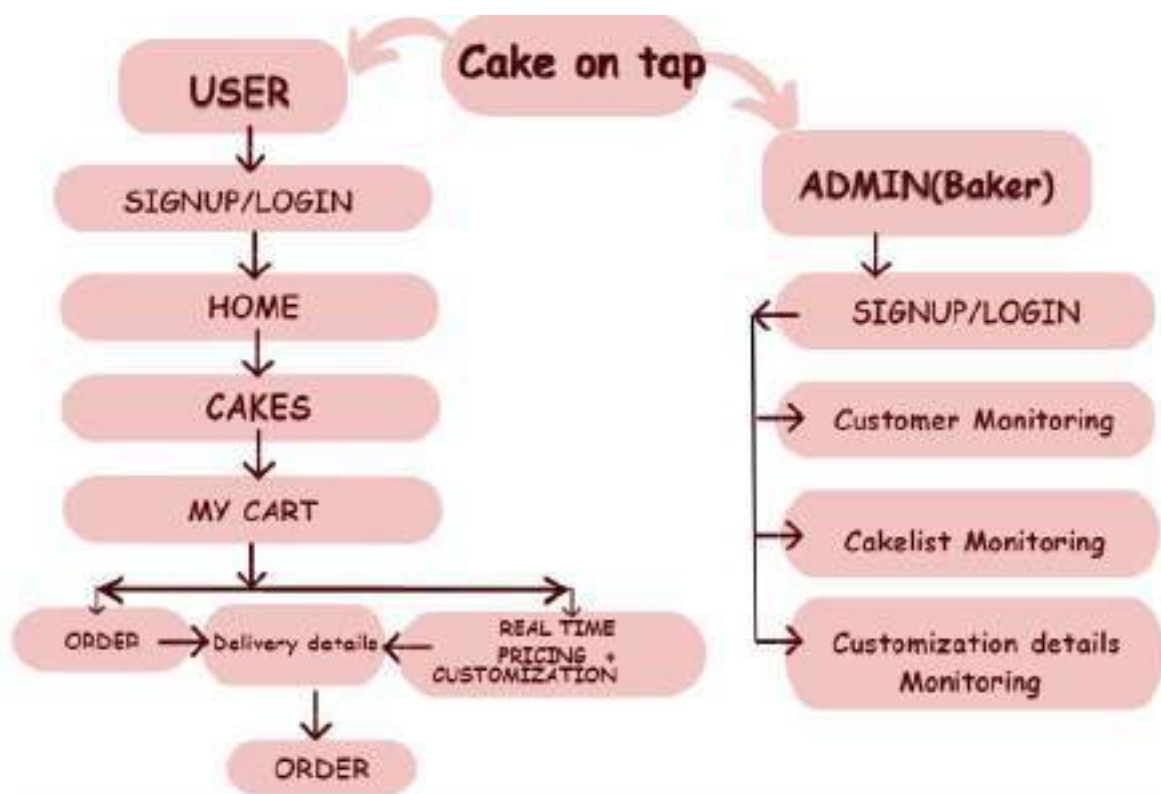 Cake on tap
USER
SIGNUP/LOGIN
HOME
CAKES
MY CART
ORDER
Delivery details
REAL TIME
PRICING +
CUSTOMIZATION
ORDER
ADMIN(Baker)
SIGNUP/LOGIN
Customer Monitoring
Cakelist Monitoring
Customization details
Monitoring